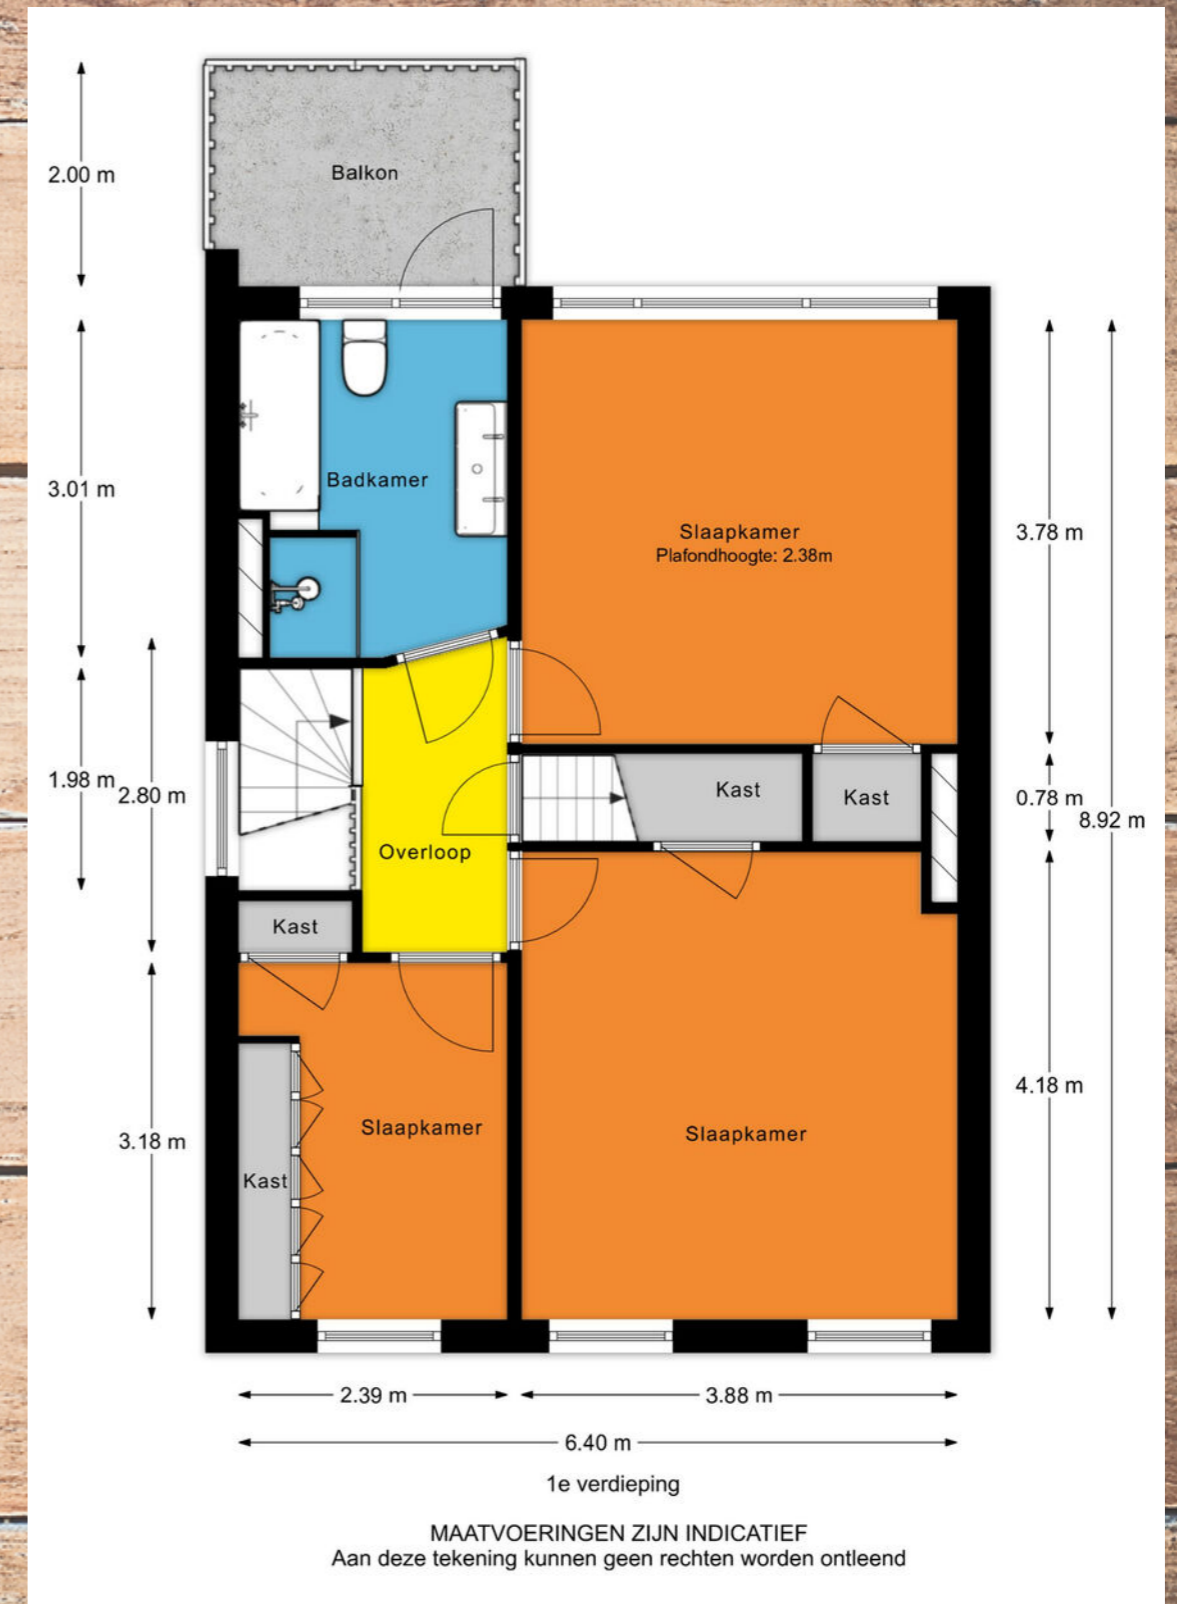 Balkon
2.00 m
3.01 m
Badkamer
Slaapkamer
Plafondhoogte: 2.38m
3.78 m
1.98 m
2.80 m
Kast
Kast
0.78 m
8.92 m
Overloop
Kast
4.18 m
Slaapkamer
Slaapkamer
3.18 m
Kast
2.39 m
3.88 m
6.40 m
1e verdieping
MAATVOERINGEN ZIJN INDICATIEF
Aan deze tekening kunnen geen rechten worden ontleend